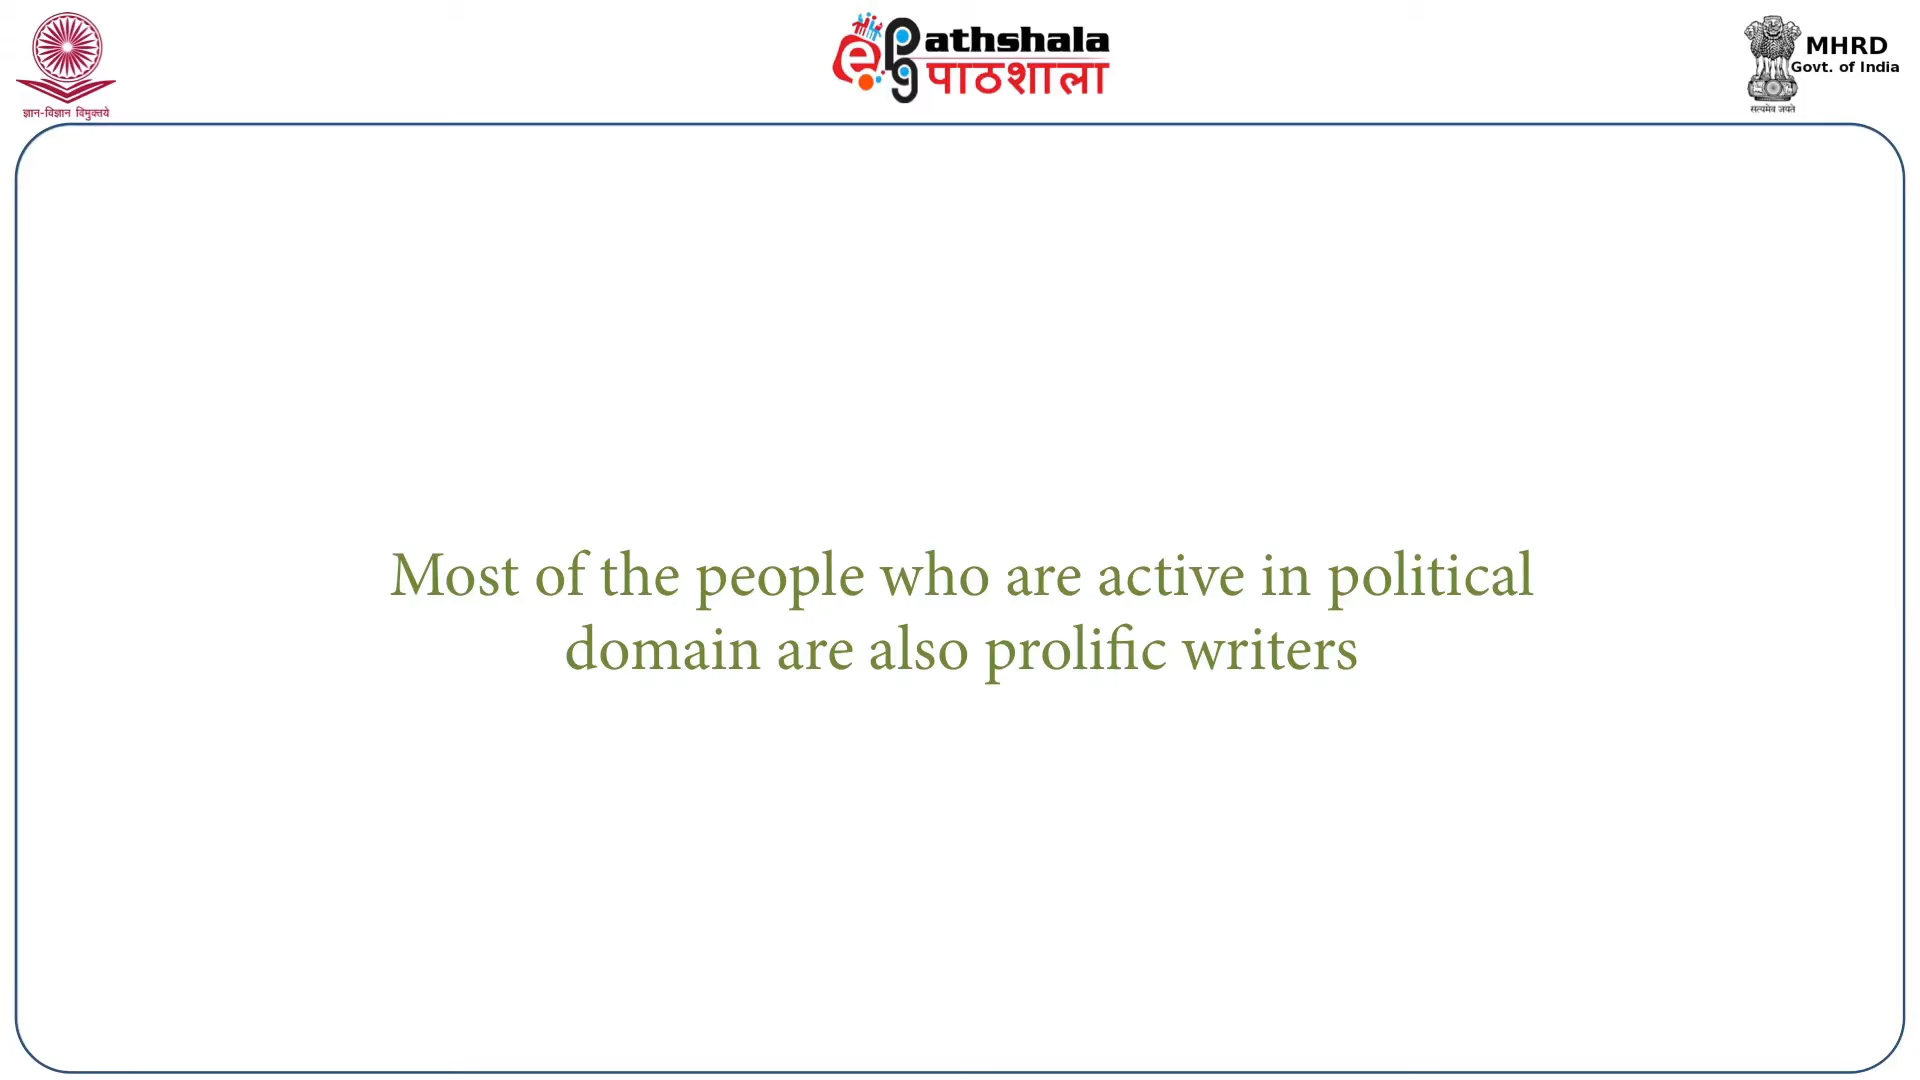 ज्ञान-विज्ञान विमुक्तये
e Pathshala
पाठशाला
MHRD
Govt. of India
सत्यमेव जयते
Most of the people who are active in political
domain are also prolific writers